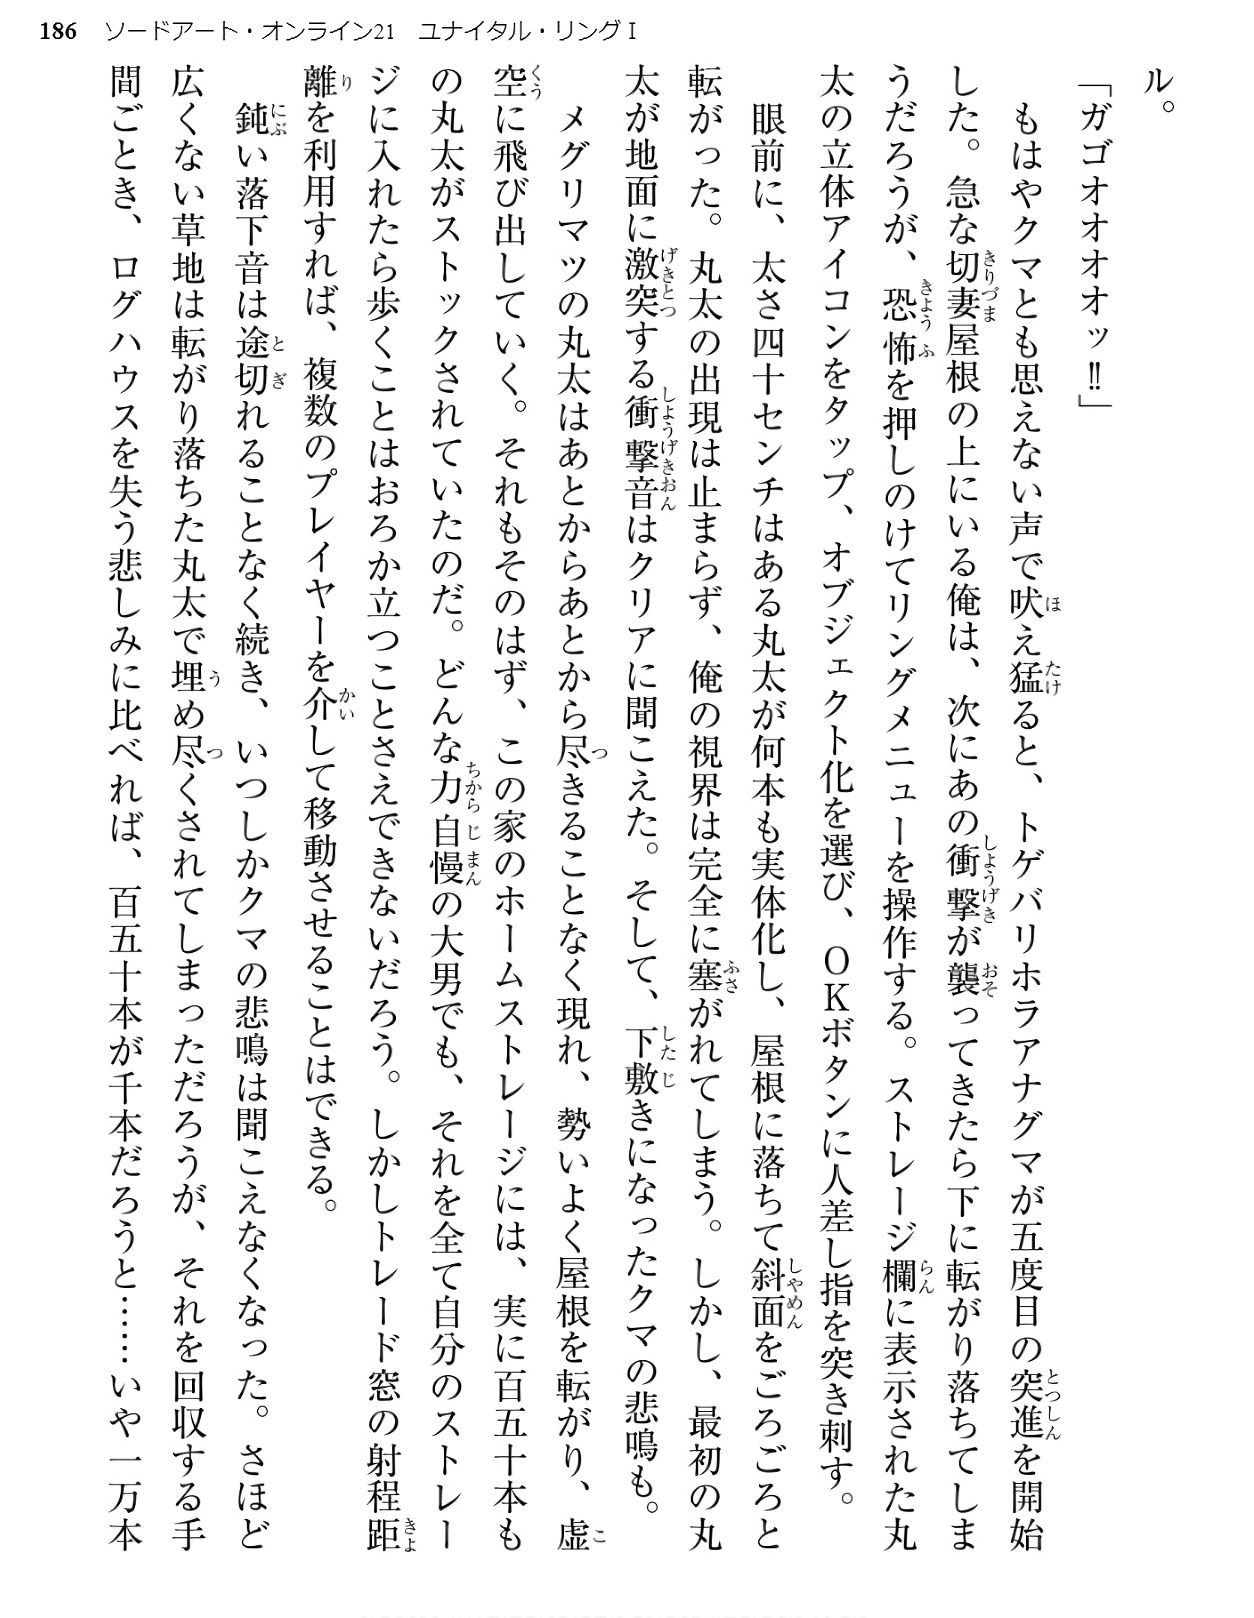 186 ソードアート・オンライン21 ユナイタル・リングⅠ
ル。
「ガゴオオオオッ!!」
もはやクマとも思えない声で吠え猛ると、トゲバリホラアナグマが五度目の突進を開始
した。急な切妻屋根の上にいる俺は、次にあの衝撃が襲ってきたら下に転がり落ちてしま
うだろうが、恐怖を押しのけてリングメニューを操作する。ストレージ欄に表示された丸
太の立体アイコンをタップ、オブジェクト化を選び、OKボタンに人差し指を突き刺す。
眼前に、太さ四十センチはある丸太が何本も実体化し、屋根に落ちて斜面をごろごろと
転がった。丸太の出現は止まらず、俺の視界は完全に塞がれてしまう。しかし、最初の丸
太が地面に激突する衝撃音はクリアに聞こえた。そして、下敷きになったクマの悲鳴も。
メグリマツの丸太はあとからあとから尽きることなく現れ、勢いよく屋根を転がり、虚
空に飛び出していく。それもそのはず、この家のホームストレージには、実に百五十本も
の丸太がストックされていたのだ。どんな力自慢の大男でも、それを全て自分のストレー
ジに入れたら歩くことはおろか立つことさえできないだろう。しかしトレード窓の射程距
離を利用すれば、複数のプレイヤーを介して移動させることはできる。
鈍い落下音は途切れることなく続き、いつしかクマの悲鳴は聞こえなくなった。さほど
広くない草地は転がり落ちた丸太で埋め尽くされてしまっただろうが、それを回収する手
間ごとき、ログハウスを失う悲しみに比べれば、百五十本が千本だろうと……いや一万本